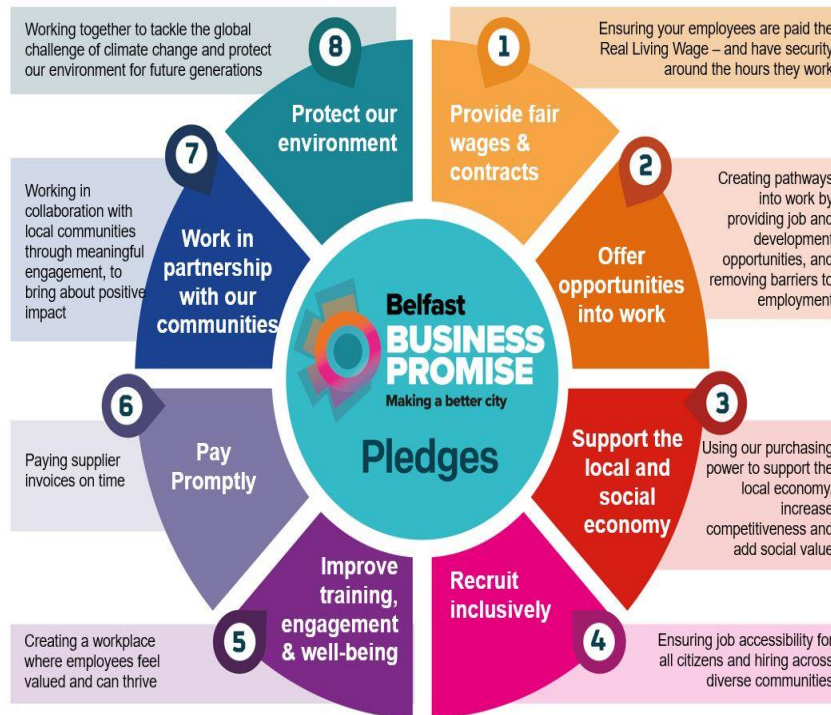 Working together to tackle the global
challenge of climate change and protect
our environment for future generations
8
Protect our
environment
1
Ensuring your employees are paid the
Real Living Wage – and have security
around the hours they work
Provide fair
wages &
contracts
2
Creating pathways
into work by
providing job and
development
opportunities, and
removing barriers to
employment
Offer
opportunities
into work
3
Using our purchasing
power to support the
local economy,
increase
competitiveness and
add social value
Support the
local and
social
economy
4
Ensuring job accessibility for
all citizens and hiring across
diverse communities
Recruit
inclusively
5
Creating a workplace
where employees feel
valued and can thrive
Improve
training,
engagement
& well-being
6
Paying supplier
invoices on time
Pay
Promptly
7
Working in
collaboration with
local communities
through meaningful
engagement, to
bring about positive
impact
Work in
partnership
with our
communities
Belfast
BUSINESS
PROMISE
Making a better city
Pledges